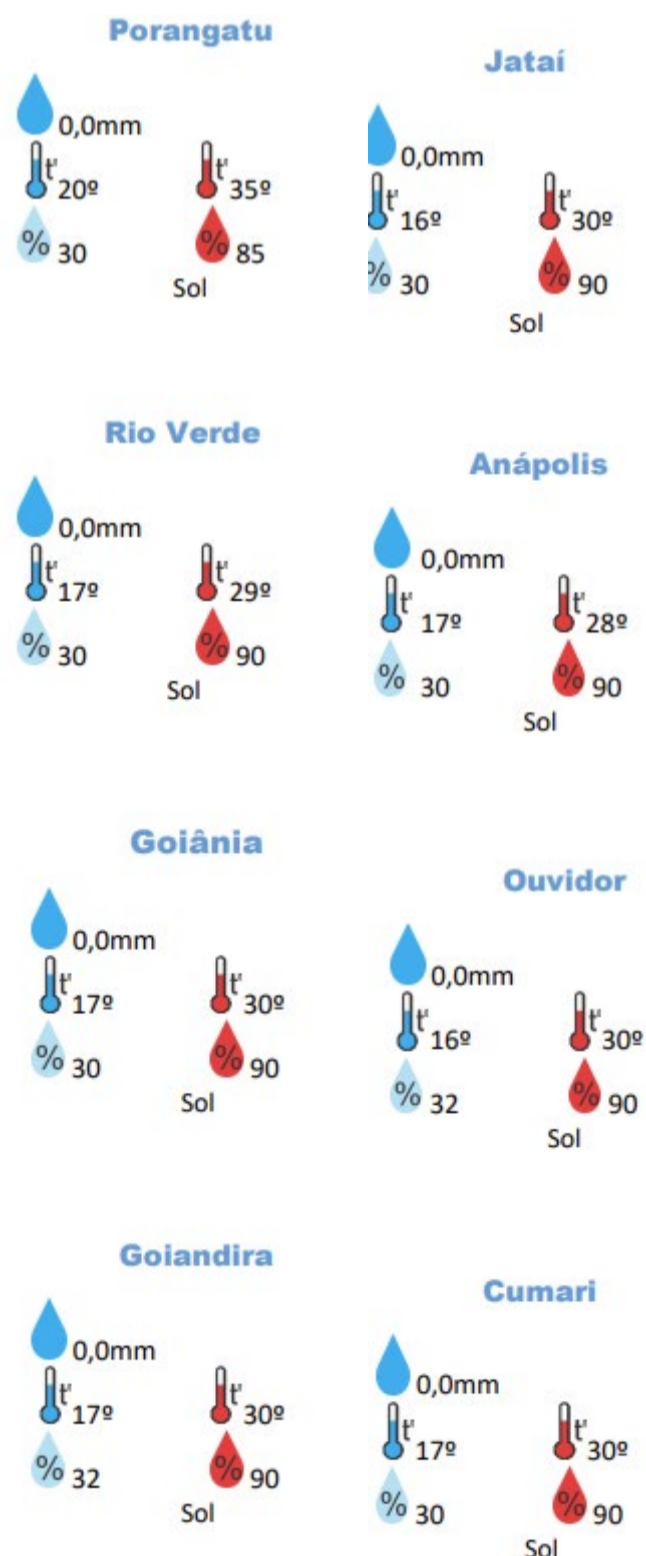 Porangatu
0,0mm
t° 20º t° 35º
% 30 % 85
Sol
Jataí
0,0mm
t° 16º t° 30º
% 30 % 90
Sol
Rio Verde
0,0mm
t° 17º t° 29º
% 30 % 90
Sol
Anápolis
0,0mm
t° 17º t° 28º
% 30 % 90
Sol
Goiânia
0,0mm
t° 17º t° 30º
% 30 % 90
Sol
Ouvidor
0,0mm
t° 16º t° 30º
% 32 % 90
Sol
Goiandira
0,0mm
t° 17º t° 30º
% 32 % 90
Sol
Cumari
0,0mm
t° 17º t° 30º
% 30 % 90
Sol